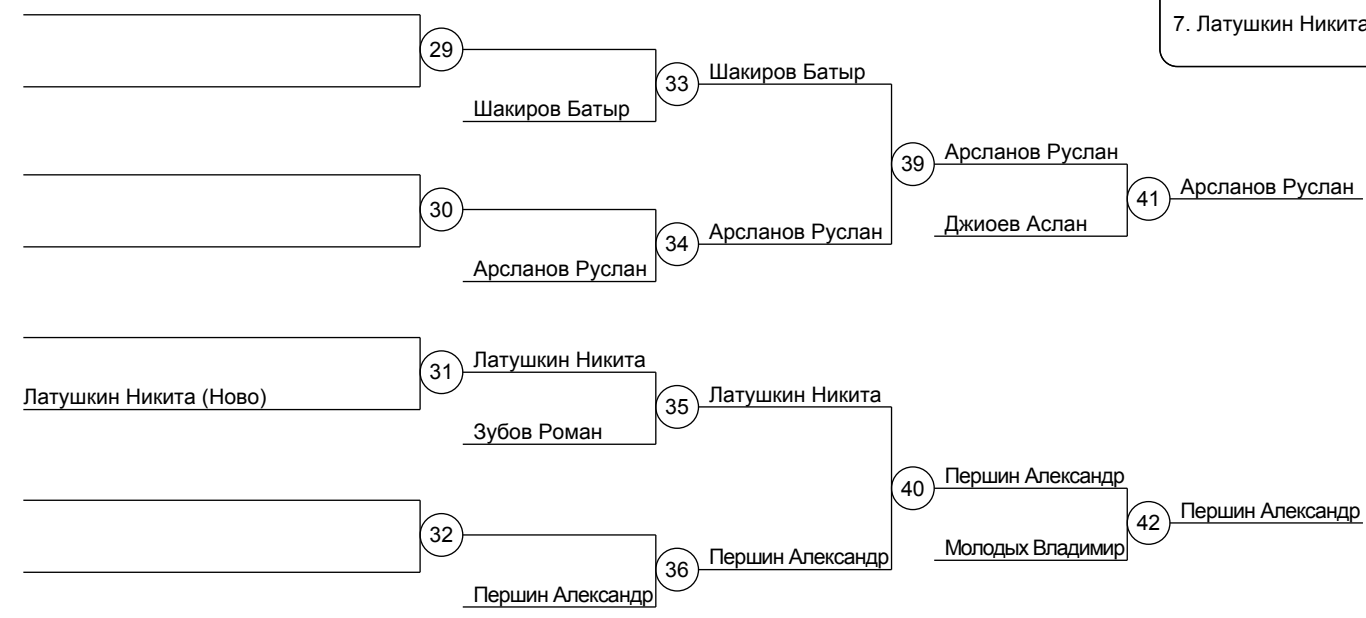 7. Латушкин Никита
29
33
Шакиров Батыр
Шакиров Батыр
39
Арсланов Руслан
41
Арсланов Руслан
30
34
Арсланов Руслан
Джиоев Аслан
Арсланов Руслан
Латушкин Никита (Ново)
31
Латушкин Никита
35
Латушкин Никита
Зубов Роман
40
Першин Александр
42
Першин Александр
32
36
Першин Александр
Молодых Владимир
Першин Александр